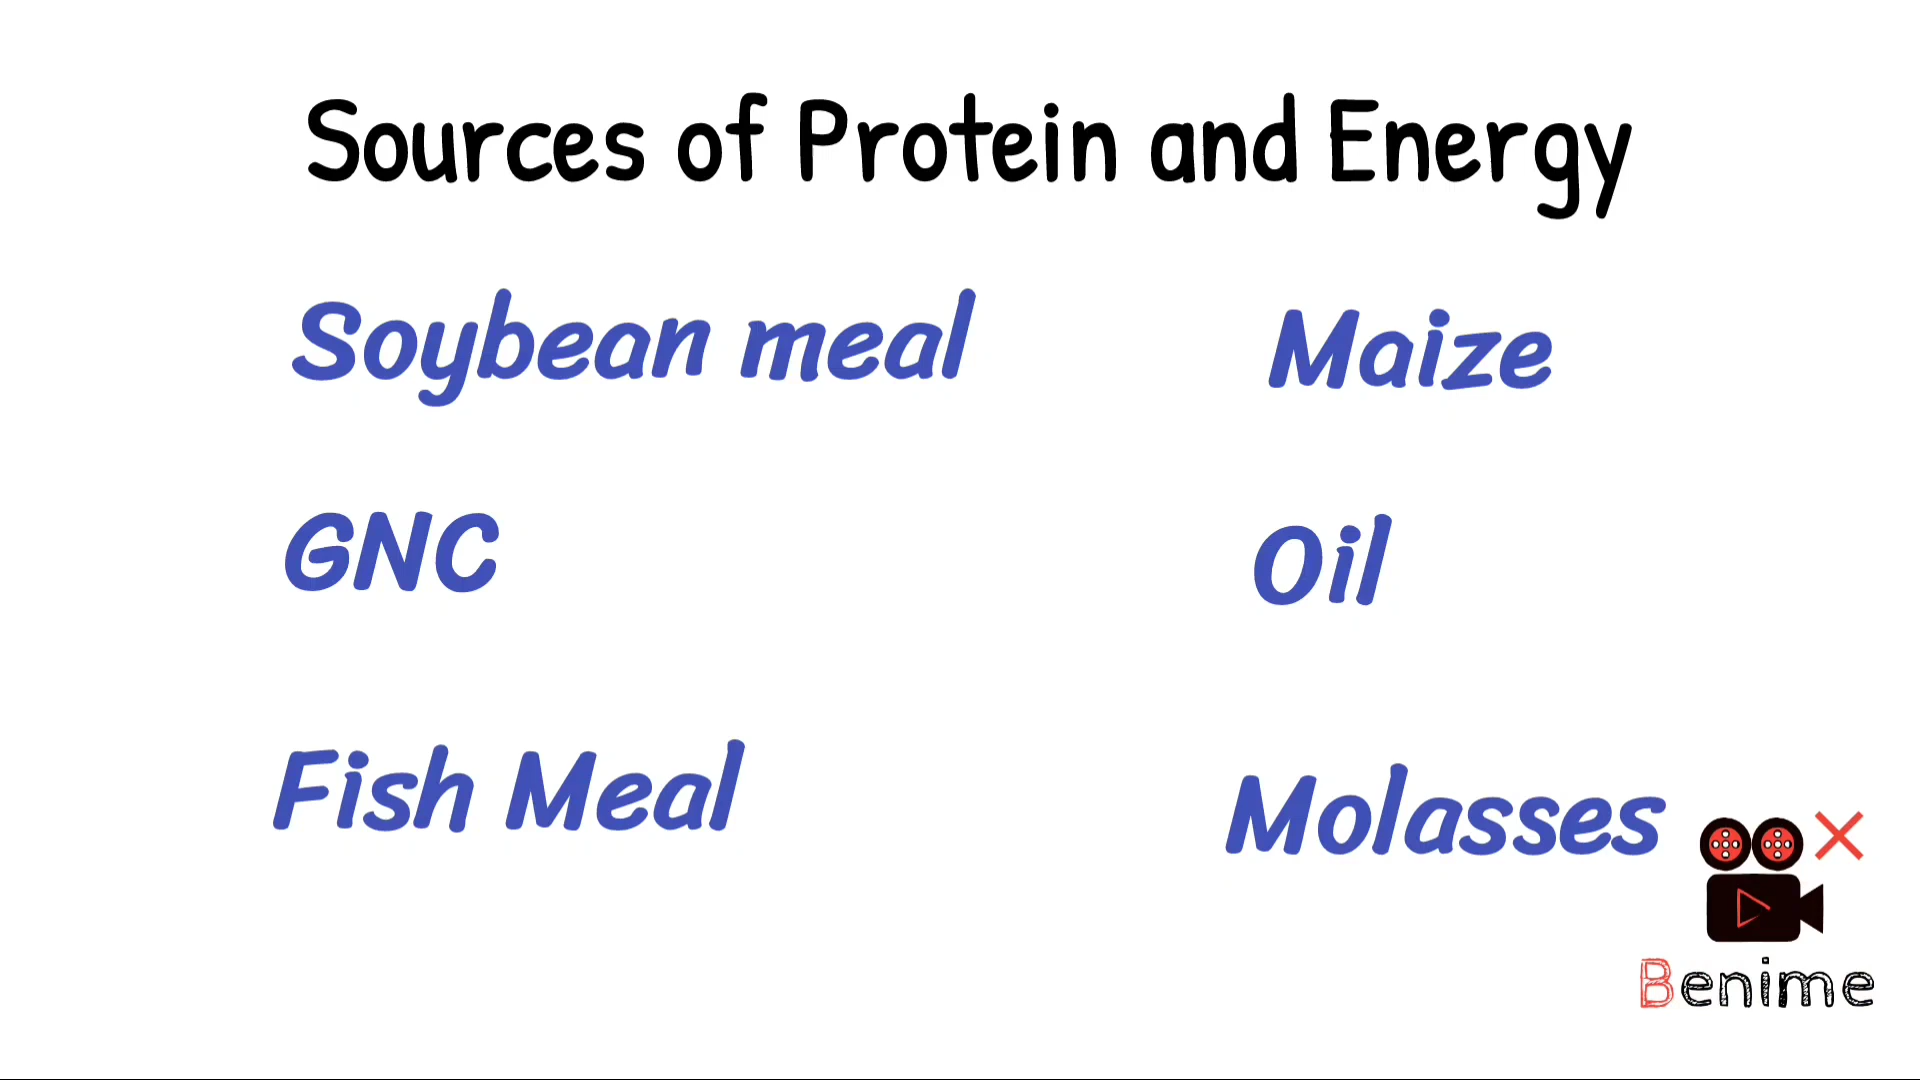 Sources of Protein and Energy
Soybean meal
Maize
GNC
Oil
Fish Meal
Molasses
Benime